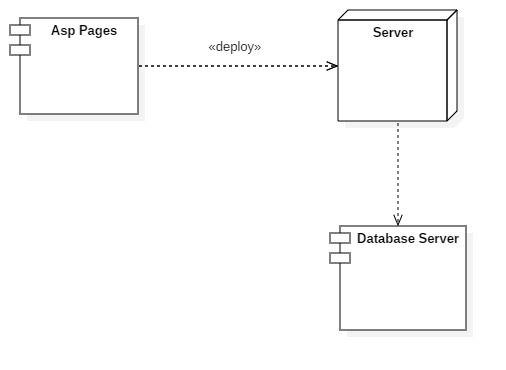 Asp Pages
«deploy»
Server
Database Server